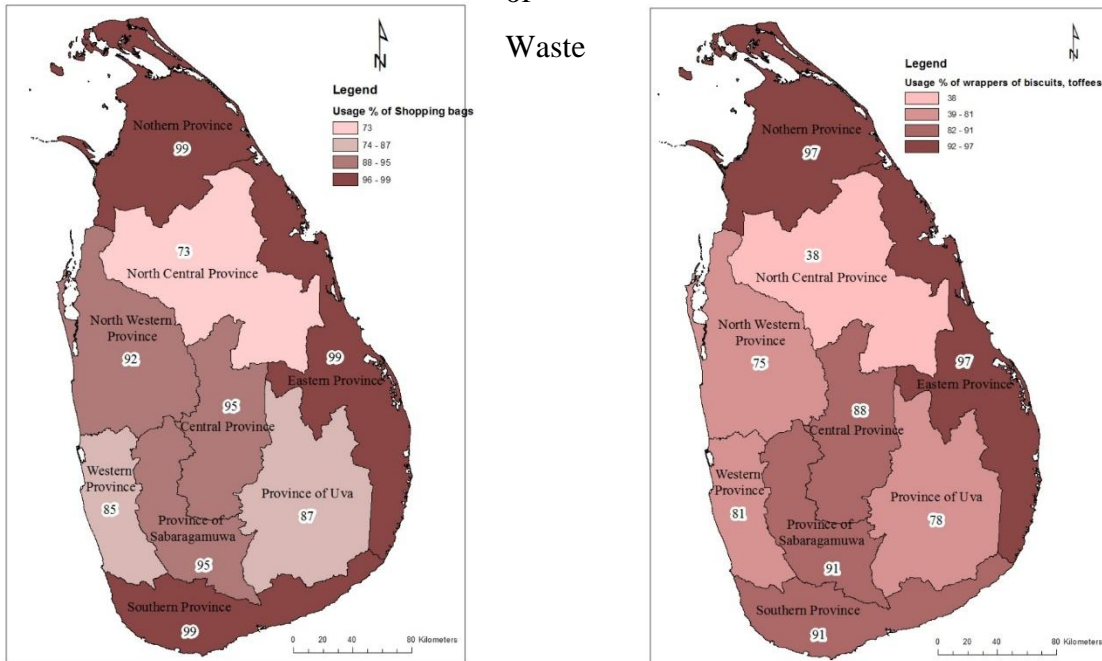 of
Waste
N
Legend
Usage % of Shopping bags
73
74 - 87
88 - 95
96 - 99
Nothern Province
99
73
North Central Province
North Western
Province
92
99
Eastern Province
95
Central Province
Western
Province
85
Province of Uva
87
Province of
Sabaragamuwa
95
Southern Province
99
0 20 40 80 Kilometers
N
Legend
Usage % of wrappers of biscuits, toffees
38
39 - 81
82 - 91
92 - 97
Nothern Province
97
38
North Central Province
North Western
Province
75
97
Eastern Province
88
Central Province
Western
Province
81
Province of Uva
78
Province of
Sabaragamuwa
91
Southern Province
91
0 20 40 80 Kilometers